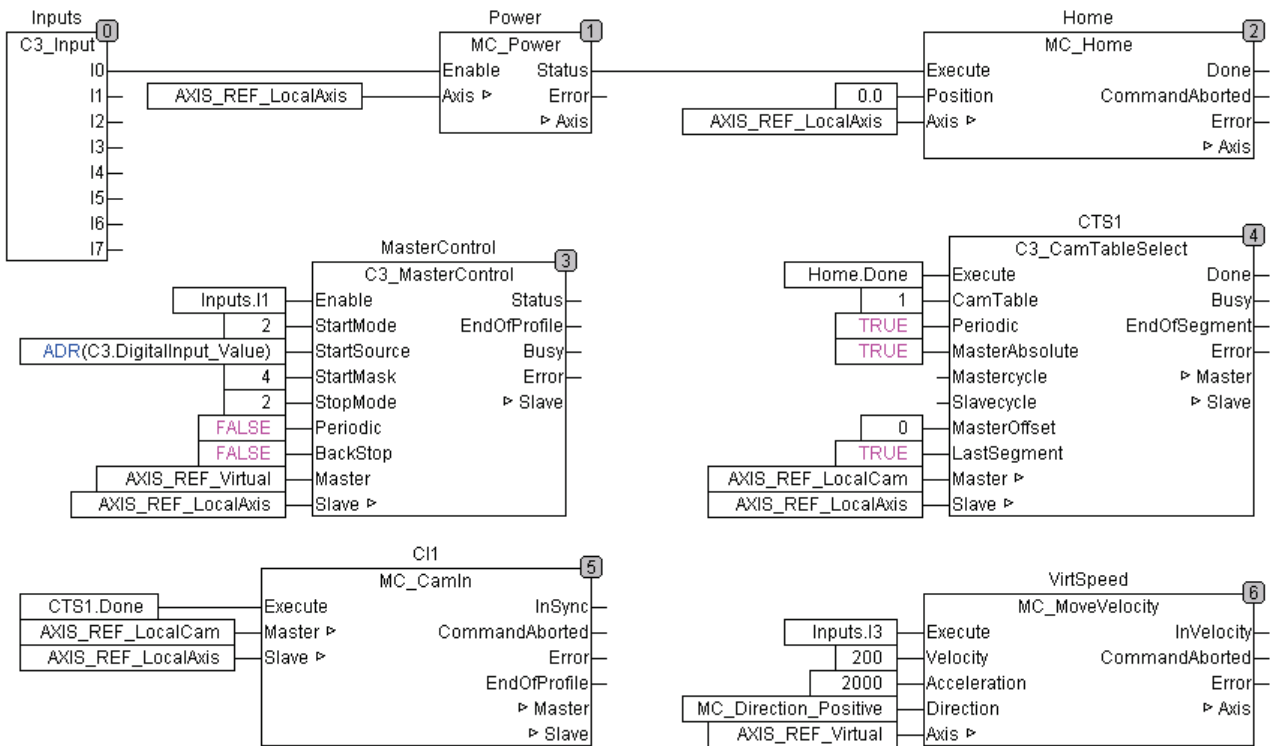 Inputs
0
C3_Input
I0
I1
I2
I3
I4
I5
I6
I7
Power
1
MC_Power
Enable Status
AXIS_REF_LocalAxis Axis Error
Axis
Home
2
MC_Home
Execute Done
0.0 Position CommandAborted
AXIS_REF_LocalAxis Axis Error
Axis
MasterControl
3
C3_MasterControl
Inputs.I1 Enable Status
2 StartMode EndOfProfile
ADR(C3.DigitalInput_Value) StartSource Busy
4 StartMask Error
2 StopMode Slave
FALSE Periodic
FALSE BackStop
AXIS_REF_Virtual Master
AXIS_REF_LocalAxis Slave
CTS1
4
C3_CamTableSelect
Home.Done Execute Done
1 CamTable Busy
TRUE Periodic EndOfSegment
TRUE MasterAbsolute Error
Mastercycle Master
Slavecycle Slave
0 MasterOffset
TRUE LastSegment
AXIS_REF_LocalCam Master
AXIS_REF_LocalAxis Slave
CI1
5
MC_CamIn
CTS1.Done Execute InSync
AXIS_REF_LocalCam Master CommandAborted
AXIS_REF_LocalAxis Slave Error
EndOfProfile
Master
Slave
VirtSpeed
6
MC_MoveVelocity
Inputs.I3 Execute InVelocity
200 Velocity CommandAborted
2000 Acceleration Error
MC_Direction_Positive Direction Axis
AXIS_REF_Virtual Axis